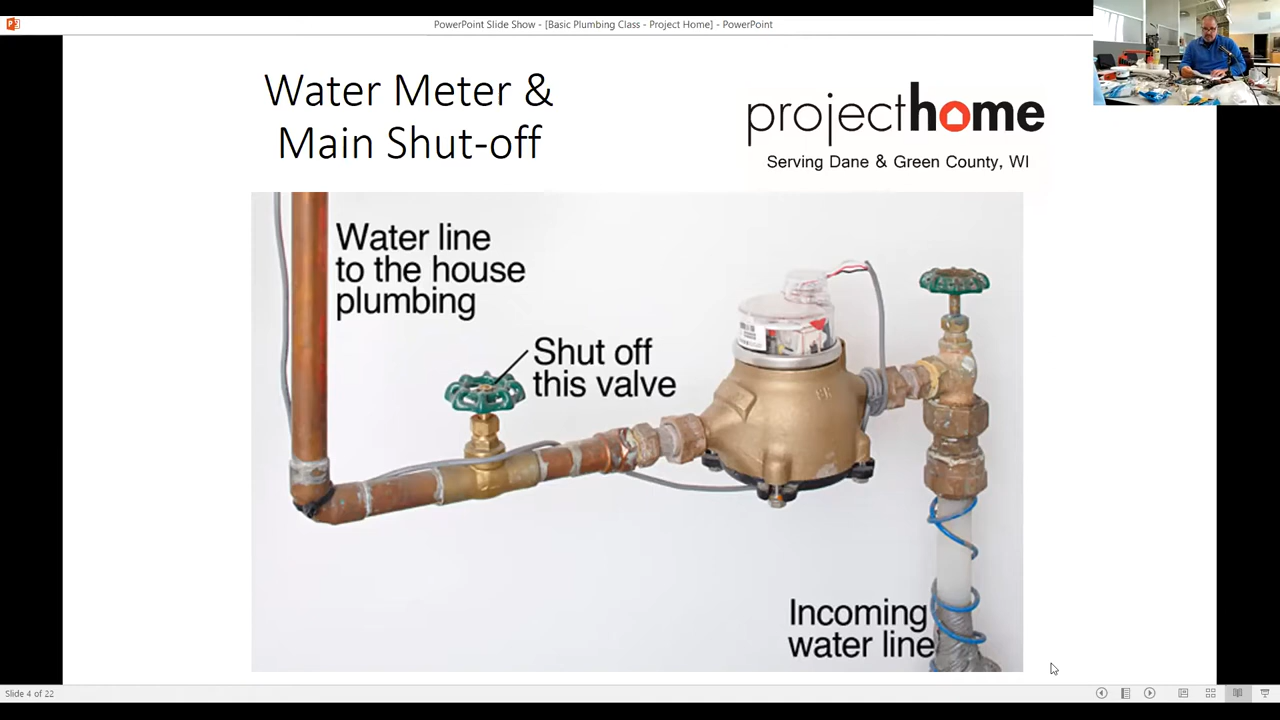 PowerPoint Slide Show - [Basic Plumbing Class - Project Home] - PowerPoint
Water Meter &
Main Shut-off
projecthome
Serving Dane & Green County, WI
Water line
to the house
plumbing
Shut off
this valve
Incoming
water line
Slide 4 of 22